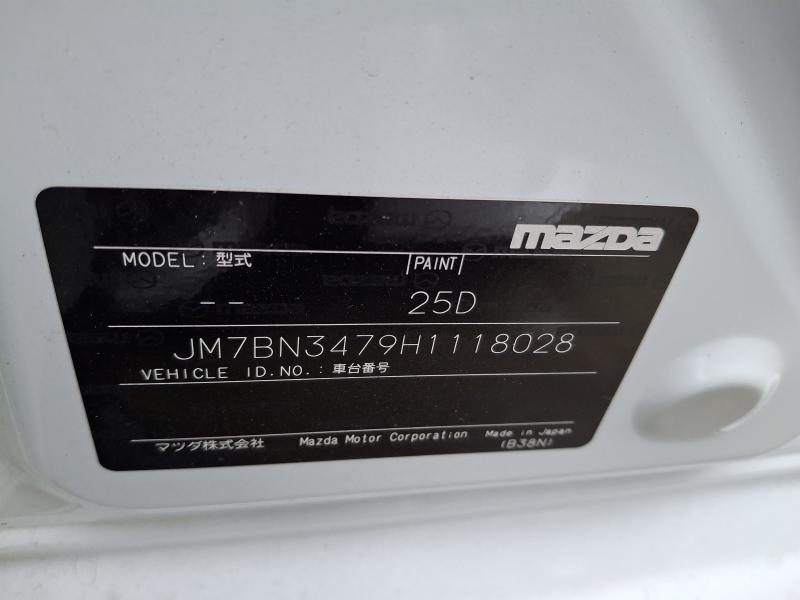 mazda
MODEL : 型式 PAINT
-- 25D
JM7BN3479H1118028
VEHICLE ID.NO. : 車台番号
マツダ株式会社 Mazda Motor Corporation Made in Japan
(B38N)